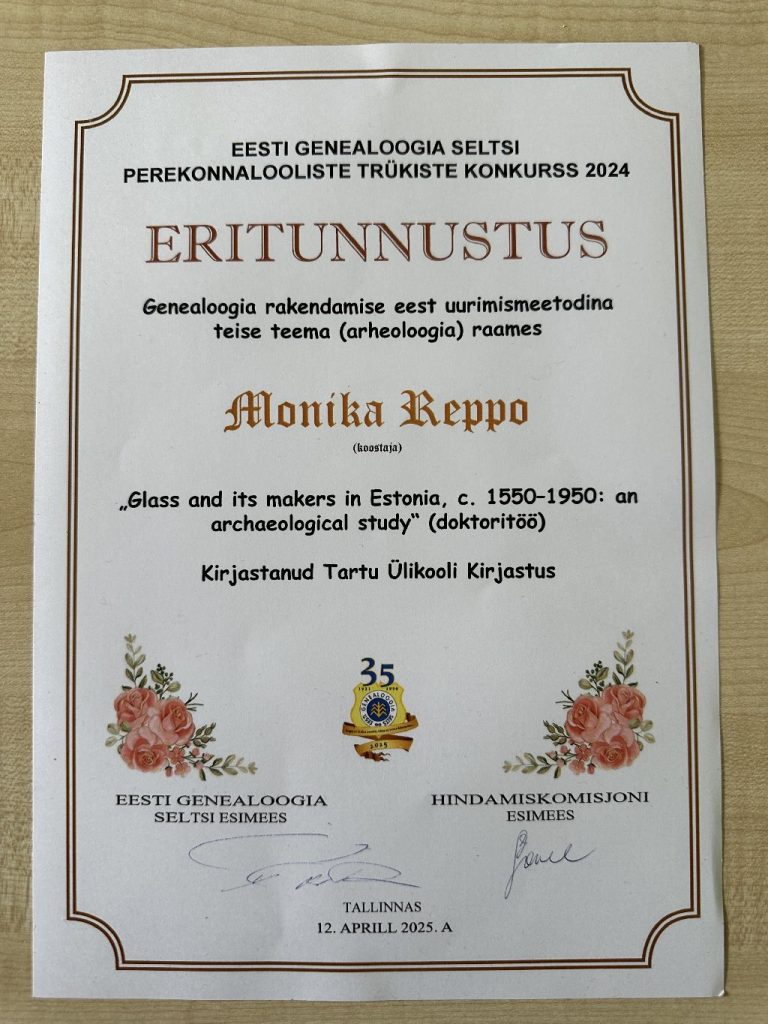 EESTI GENEALOOGIA SELTSI
PEREKONNALOOLISTE TRÜKISTE KONKURSS 2024
ERITUNNUSTUS
Genealoogia rakendamise eest uurimismeetodina
teise teema (arheoloogia) raames
Monika Reppo
(koostaja)
„Glass and its makers in Estonia, c. 1550–1950: an
archaeological study“ (doktoritöö)
Kirjastanud Tartu Ülikooli Kirjastus
35
GENEALOOGIA
2025
EESTI GENEALOOGIA
SELTSI ESIMEES
HINDAMISKOMISJONI
ESIMEES
TALLINNAS
12. APRILL 2025. A